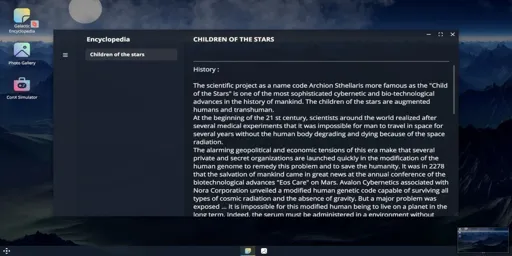 Encyclopedia
CHILDREN OF THE STARS
Children of the stars
Galactic
Encyclopedia
Photo Gallery
Simulator
History :
The scientific project as a name code Archion Sthellaris more famous as the "Child
of the Stars" is one of the most sophisticated cybernetic and bio-technological
advances in the history of mankind. The children of the stars are augmented
humans and transhuman.
At the beginning of the 21 st century, scientists around the world realized after
several medical experiments that it was impossible for man to travel in space for
several years without the human body degrading and dying because of the space
radiation.
The alarming geopolitical and economic tensions of this era make that several
private and secret organizations are launched quickly in the modification of the
human genome to remedy this problem and to save the humanity. It was in 2278
that the salvation of mankind came in great news at the annual conference of the
biotechnological advances "Eos Care" on Mars. Avalon Cybernetics associated with
Nora Corporation unveiled a modified human genetic code capable of surviving all
types of cosmic radiation and the absence of gravity. But a major problem was
exposed ... It is impossible for this modified human being to live on a planet in the
long term. Indeed, the serum must be administered in a environment without